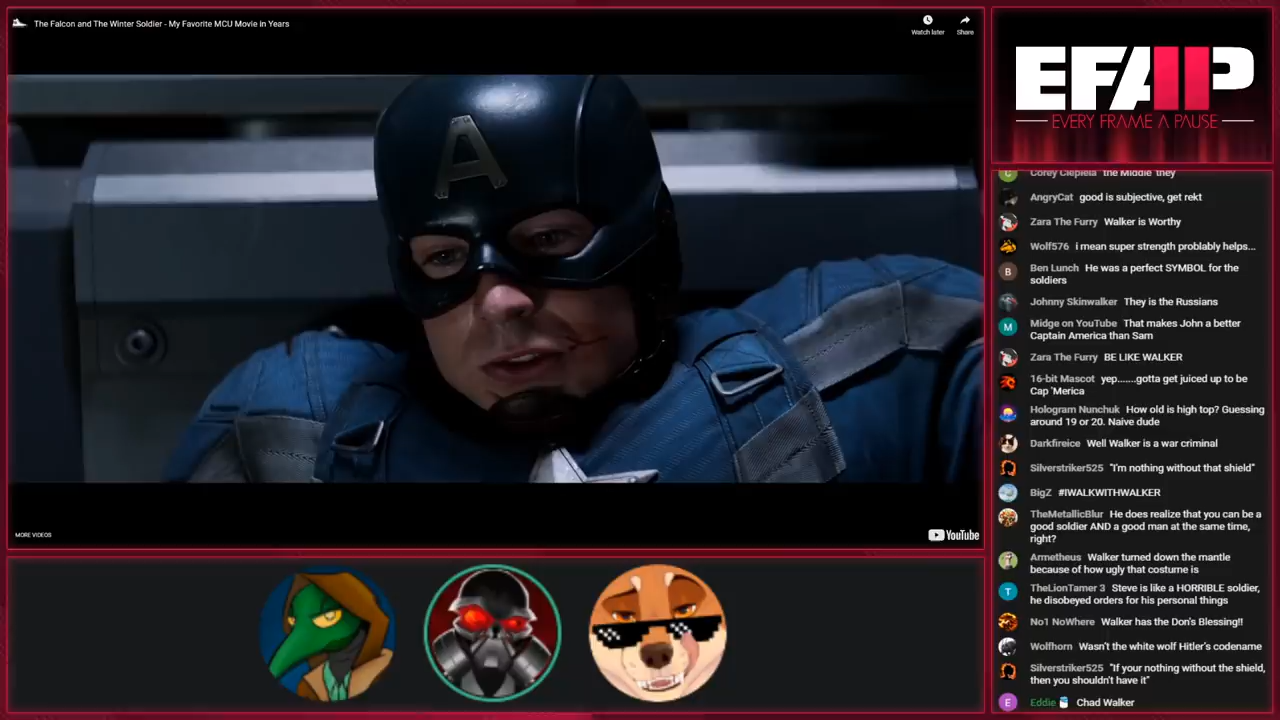 The Falcon and The Winter Soldier - My Favorite MCU Movie in Years
Watch later
Share
A
MORE VIDEOS
YouTube
EFAP
EVERY FRAME A PAUSE
C Corey Ciepiela the Middle they
AngryCat good is subjective, get rekt
Zara The Furry Walker is Worthy
Wolf576 i mean super strength problably helps...
B Ben Lunch He was a perfect SYMBOL for the
soldiers
Johnny Skinwalker They is the Russians
M Midge on YouTube That makes John a better
Captain America than Sam
Zara The Furry BE LIKE WALKER
16-bit Mascot yep.......gotta get juiced up to be
Cap 'Merica
Hologram Nunchuk How old is high top? Guessing
around 19 or 20. Naive dude
Darkfireice Well Walker is a war criminal
Silverstriker525 "I'm nothing without that shield"
BigZ #IWALKWITHWALKER
TheMetallicBlur He does realize that you can be a
good soldier AND a good man at the same time,
right?
Armetheus Walker turned down the mantle
because of how ugly that costume is
T TheLionTamer 3 Steve is like a HORRIBLE soldier,
he disobeyed orders for his personal things
No1 NoWhere Walker has the Don's Blessing!!
Wolfhorn Wasn't the white wolf Hitler's codename
Silverstriker525 "If your nothing without the shield,
then you shouldn't have it"
E Eddie Chad Walker